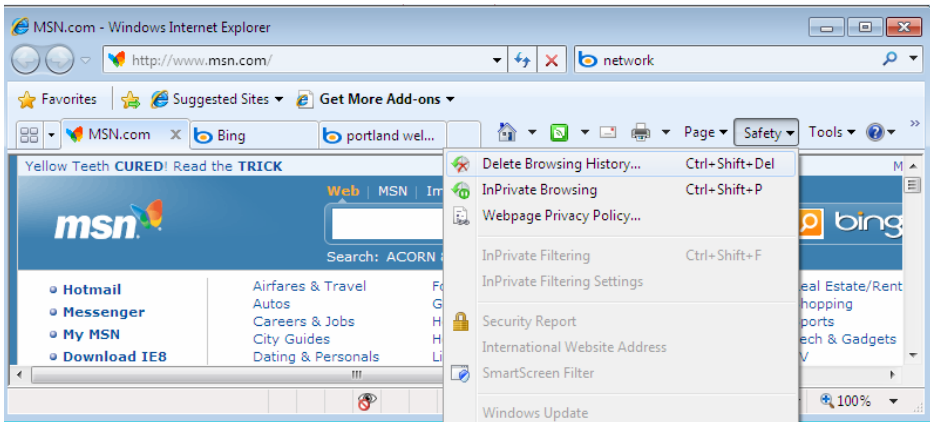 MSN.com - Windows Internet Explorer
http://www.msn.com/ network
Favorites Suggested Sites Get More Add-ons
MSN.com x Bing portland wel... Page Safety Tools »
Yellow Teeth CURED! Read the TRICK M
Delete Browsing History... Ctrl+Shift+Del
Web | MSN | Im
InPrivate Browsing Ctrl+Shift+P
msn bing
Webpage Privacy Policy...
Search: ACORN
InPrivate Filtering Ctrl+Shift+F
InPrivate Filtering Settings
Hotmail Airfares & Travel Fo eal Estate/Rent
Messenger Autos G hopping
My MSN Careers & Jobs H ports
City Guides H ech & Gadgets
Download IE8 Dating & Personals Li V
Security Report
International Website Address
SmartScreen Filter
Windows Update
100%